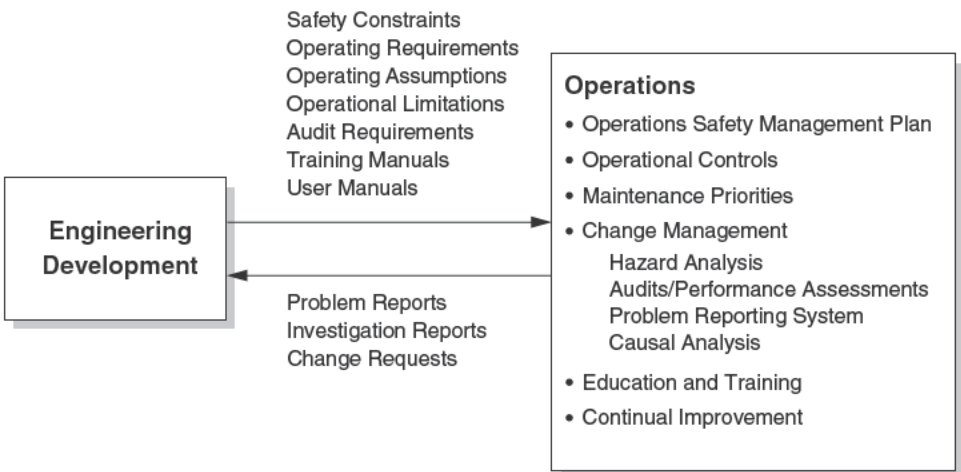 Safety Constraints
Operating Requirements
Operating Assumptions
Operational Limitations
Audit Requirements
Training Manuals
User Manuals
Engineering
Development
Problem Reports
Investigation Reports
Change Requests
Operations
• Operations Safety Management Plan
• Operational Controls
• Maintenance Priorities
• Change Management
Hazard Analysis
Audits/Performance Assessments
Problem Reporting System
Causal Analysis
• Education and Training
• Continual Improvement